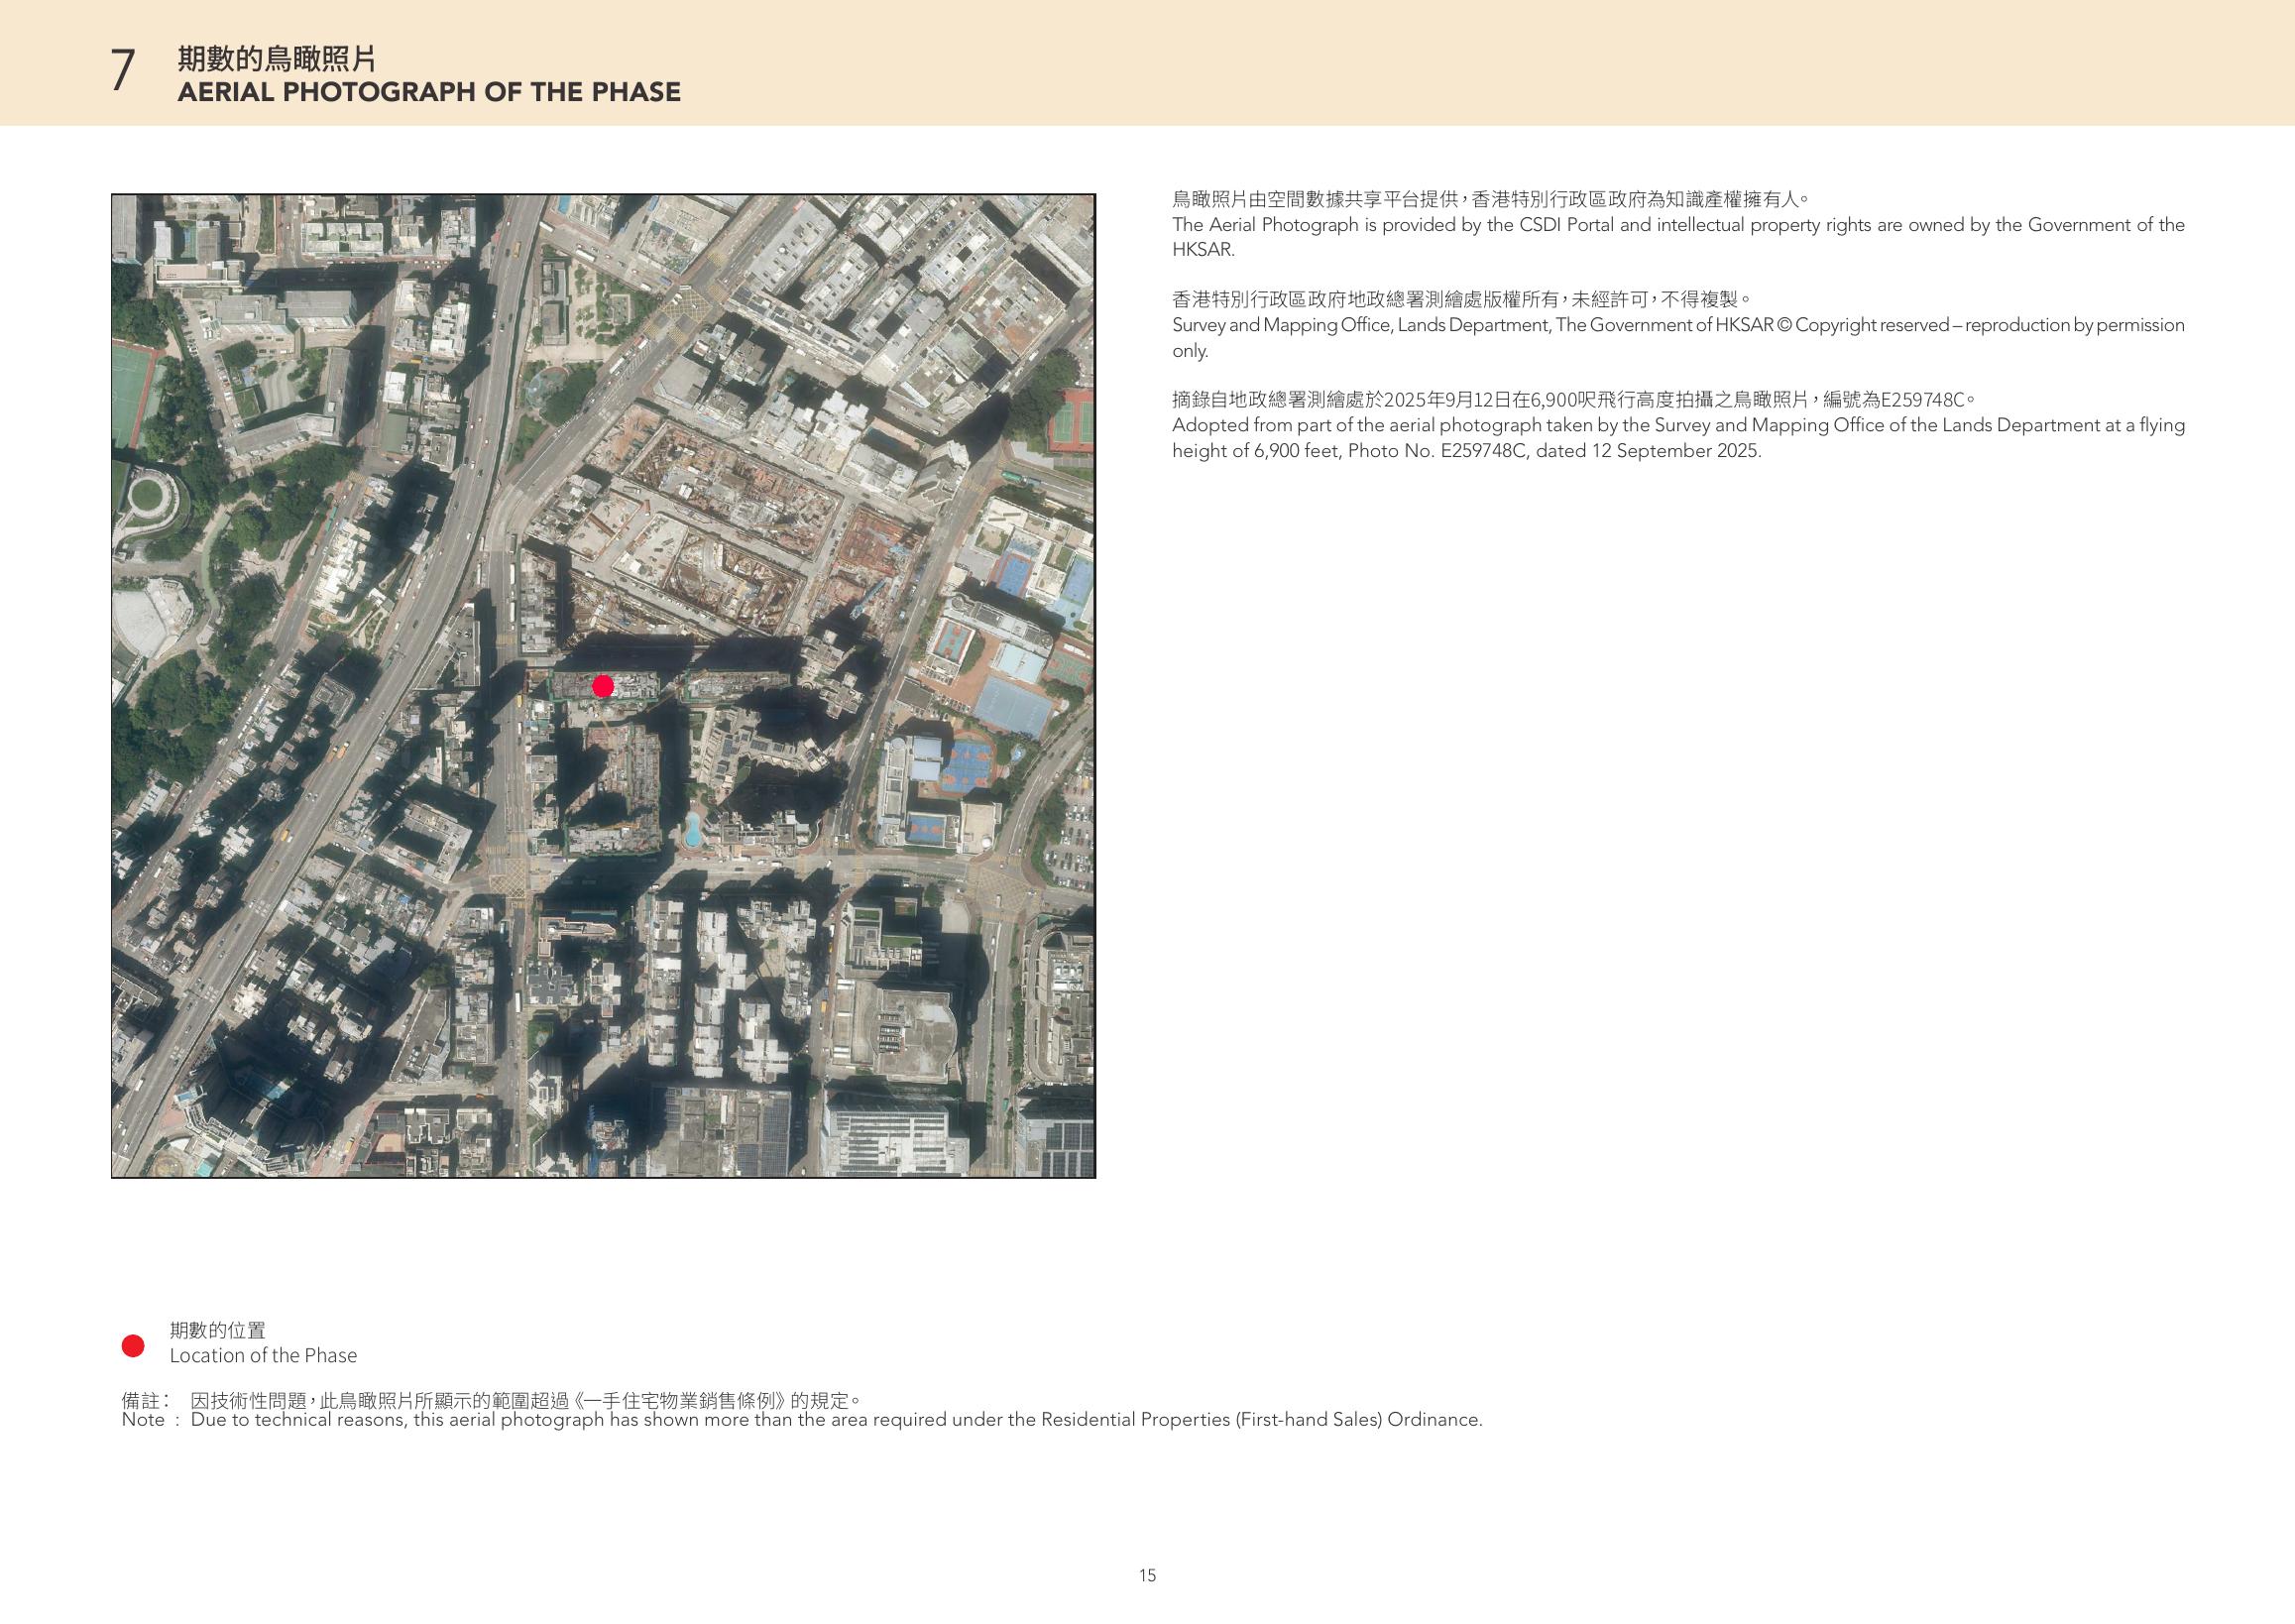 7
期數的鳥瞰照片
AERIAL PHOTOGRAPH OF THE PHASE
鳥瞰照片由空間數據共享平台提供，香港特別行政區政府為知識產權擁有人。
The Aerial Photograph is provided by the CSDI Portal and intellectual property rights are owned by the Government of the
HKSAR.
香港特別行政區政府地政總署測繪處版權所有，未經許可，不得複製。
Survey and Mapping Office, Lands Department, The Government of HKSAR © Copyright reserved – reproduction by permission
only.
摘錄自地政總署測繪處於2025年9月12日在6,900呎飛行高度拍攝之鳥瞰照片，編號為E259748C。
Adopted from part of the aerial photograph taken by the Survey and Mapping Office of the Lands Department at a flying
height of 6,900 feet, Photo No. E259748C, dated 12 September 2025.
期數的位置
Location of the Phase
備註： 因技術性問題，此鳥瞰照片所顯示的範圍超過《一手住宅物業銷售條例》的規定。
Note : Due to technical reasons, this aerial photograph has shown more than the area required under the Residential Properties (First-hand Sales) Ordinance.
15